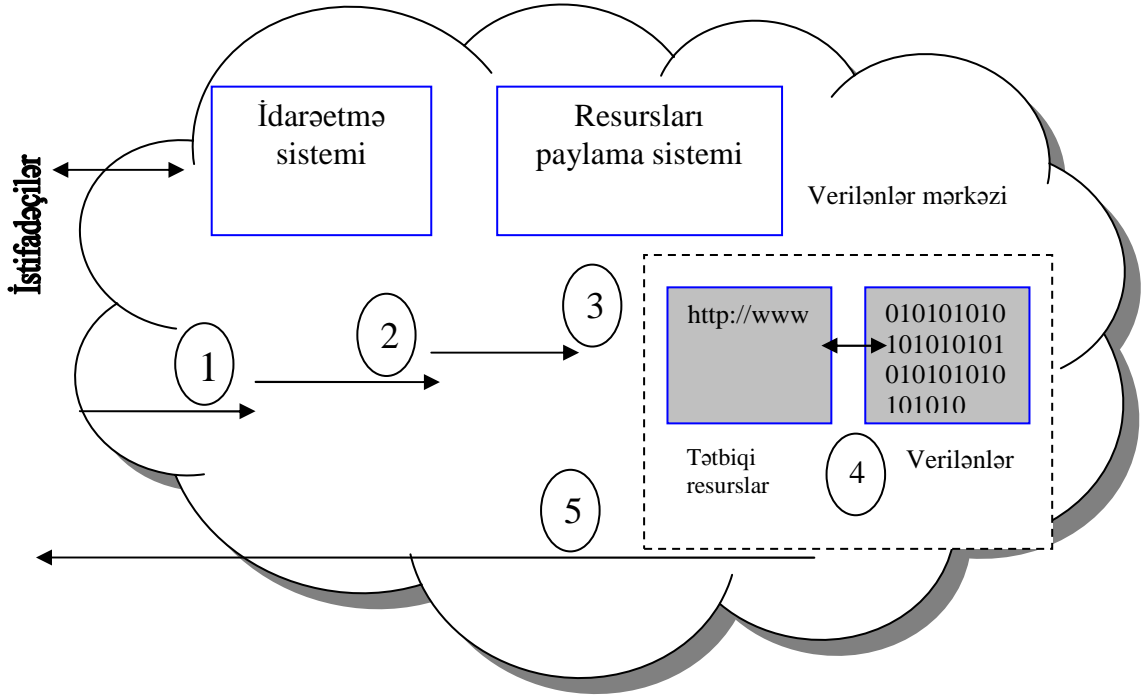 İdarəetmə
sistemi
Resursları
paylama sistemi
İstifadəçilər
Verilənlər mərkəzi
3
2
1
http://www
010101010
101010101
010101010
101010
Tətbiqi
resurslar
4
Verilənlər
5